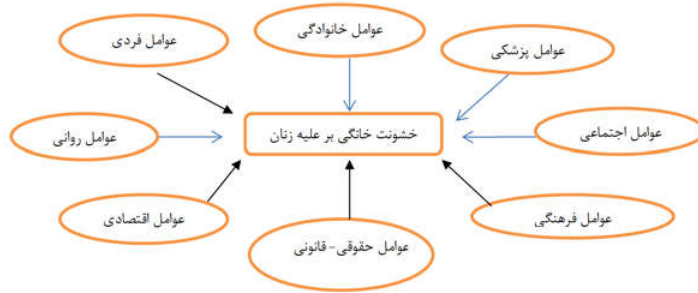 عوامل خانوادگی
عوامل فردی
عوامل پزشکی
خشونت خانگی بر علیه زنان
عوامل روانی
عوامل اجتماعی
عوامل اقتصادی
عوامل فرهنگی
عوامل حقوقی - قانونی